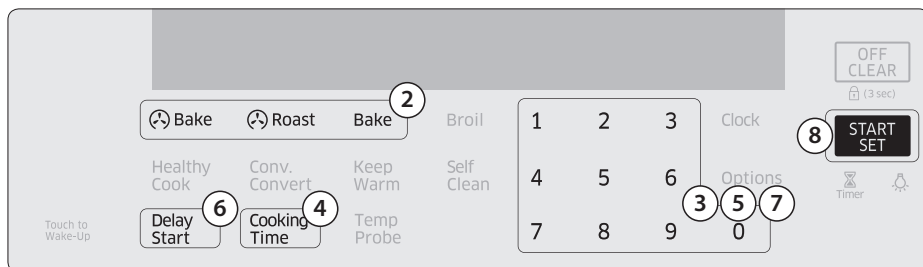 OFF
CLEAR
(3 sec)
2
Bake Roast Bake Broil 1 2 3 Clock
8 START
SET
Healthy
Cook
Conv.
Convert
Keep
Warm
Self
Clean
4 5 6 Options
Timer
6 4 3 5 7
Touch to
Wake-Up
Delay
Start
Cooking
Time
Temp
Probe
7 8 9 0